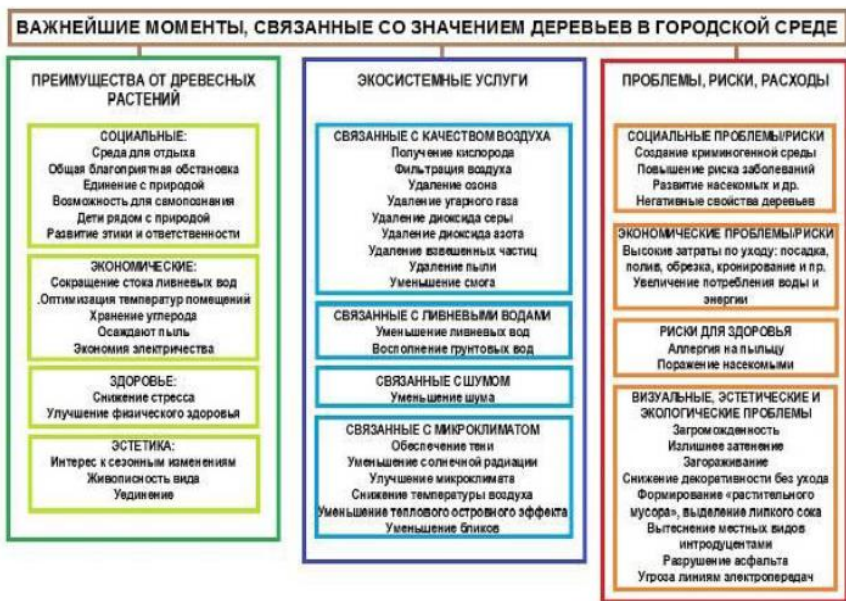 ВАЖНЕЙШИЕ МОМЕНТЫ, СВЯЗАННЫЕ СО ЗНАЧЕНИЕМ ДЕРЕВЬЕВ В ГОРОДСКОЙ СРЕДЕ
ПРЕИМУЩЕСТВА ОТ ДРЕВЕСНЫХ
РАСТЕНИЙ
СОЦИАЛЬНЫЕ:
Среда для отдыха
Общая благоприятная обстановка
Единение с природой
Возможность для самопознания
Дети рядом с природой
Развитие этики и ответственности
ЭКОНОМИЧЕСКИЕ:
Сокращение стока ливневых вод
.Оптимизация температур помещений
Хранение углерода
Осаждают пыль
Экономия электричества
ЗДОРОВЬЕ:
Снижение стресса
Улучшение физического здоровья
ЭСТЕТИКА:
Интерес к сезонным изменениям
Живописность вида
Уединение
ЭКОСИСТЕМНЫЕ УСЛУГИ
СВЯЗАННЫЕ С КАЧЕСТВОМ ВОЗДУХА
Получение кислорода
Фильтрация воздуха
Удаление озона
Удаление угарного газа
Удаление диоксида серы
Удаление диоксида азота
Удаление взвешенных частиц
Удаление пыли
Уменьшение смога
СВЯЗАННЫЕ С ЛИВНЕВЫМИ ВОДАМИ
Уменьшение ливневых вод
Восполнение грунтовых вод
СВЯЗАННЫЕ С ШУМОМ
Уменьшение шума
СВЯЗАННЫЕ С МИКРОКЛИМАТОМ
Обеспечение тени
Уменьшение солнечной радиации
Улучшение микроклимата
Снижение температуры воздуха
Уменьшение теплового островного эффекта
Уменьшение бликов
ПРОБЛЕМЫ, РИСКИ, РАСХОДЫ
СОЦИАЛЬНЫЕ ПРОБЛЕМЫ/РИСКИ
Создание криминогенной среды
Повышение риска заболеваний
Развитие насекомых и др.
Негативные свойства деревьев
ЭКОНОМИЧЕСКИЕ ПРОБЛЕМЫ/РИСКИ
Высокие затраты по уходу: посадка,
полив, обрезка, кронирование и пр.
Увеличение потребления воды и
энергии
РИСКИ ДЛЯ ЗДОРОВЬЯ
Аллергия на пыльцу
Поражение насекомыми
ВИЗУАЛЬНЫЕ, ЭСТЕТИЧЕСКИЕ И
ЭКОЛОГИЧЕСКИЕ ПРОБЛЕМЫ
Загроможденность
Излишнее затенение
Загораживание
Снижение декоративности без ухода
Формирование «растительного
мусора», выделение липкого сока
Вытеснение местных видов
интродуцентами
Разрушение асфальта
Угроза линиям электропередач